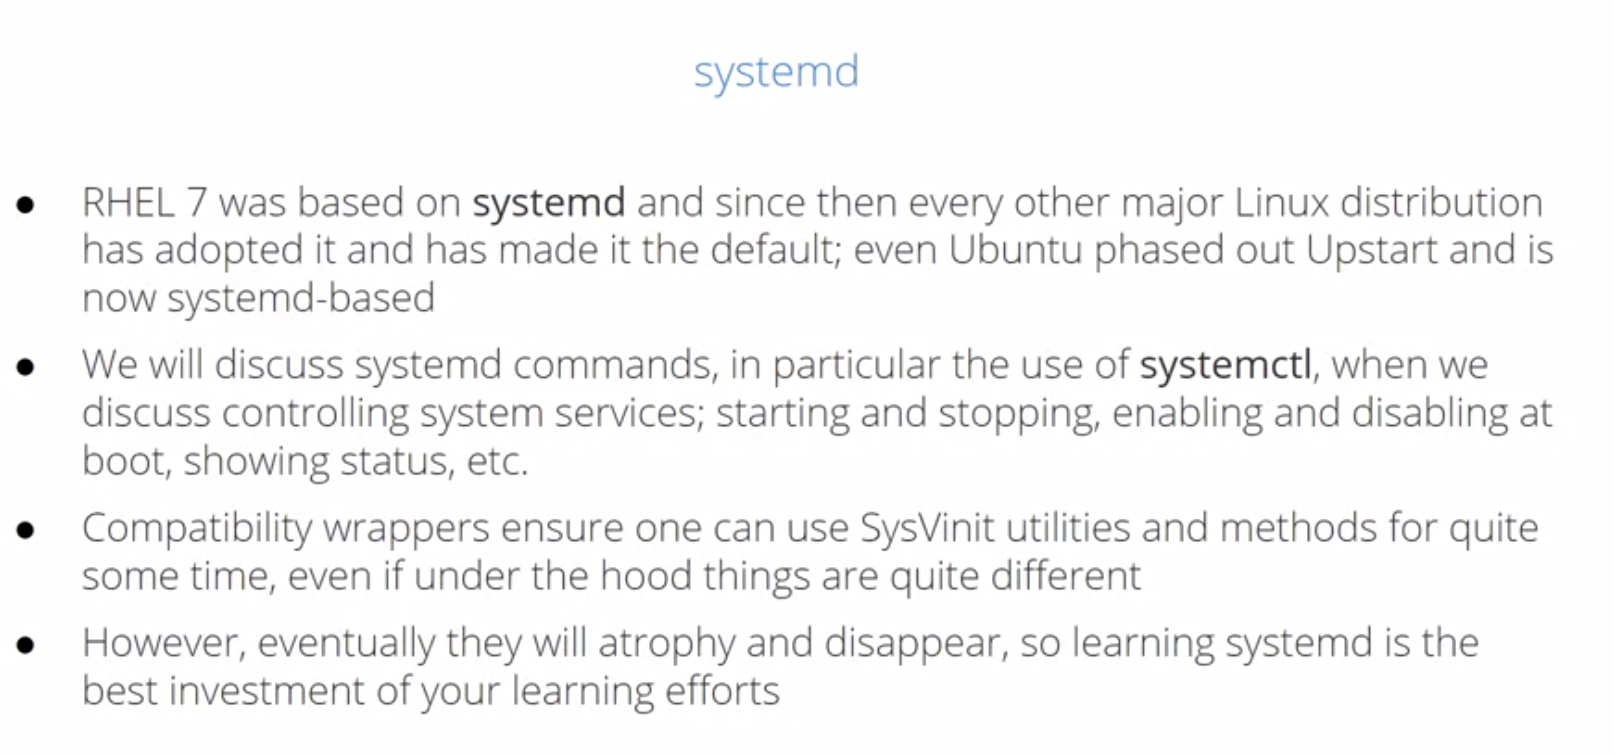 systemd
● RHEL 7 was based on systemd and since then every other major Linux distribution
has adopted it and has made it the default; even Ubuntu phased out Upstart and is
now systemd-based
● We will discuss systemd commands, in particular the use of systemctl, when we
discuss controlling system services; starting and stopping, enabling and disabling at
boot, showing status, etc.
● Compatibility wrappers ensure one can use SysVinit utilities and methods for quite
some time, even if under the hood things are quite different
● However, eventually they will atrophy and disappear, so learning systemd is the
best investment of your learning efforts